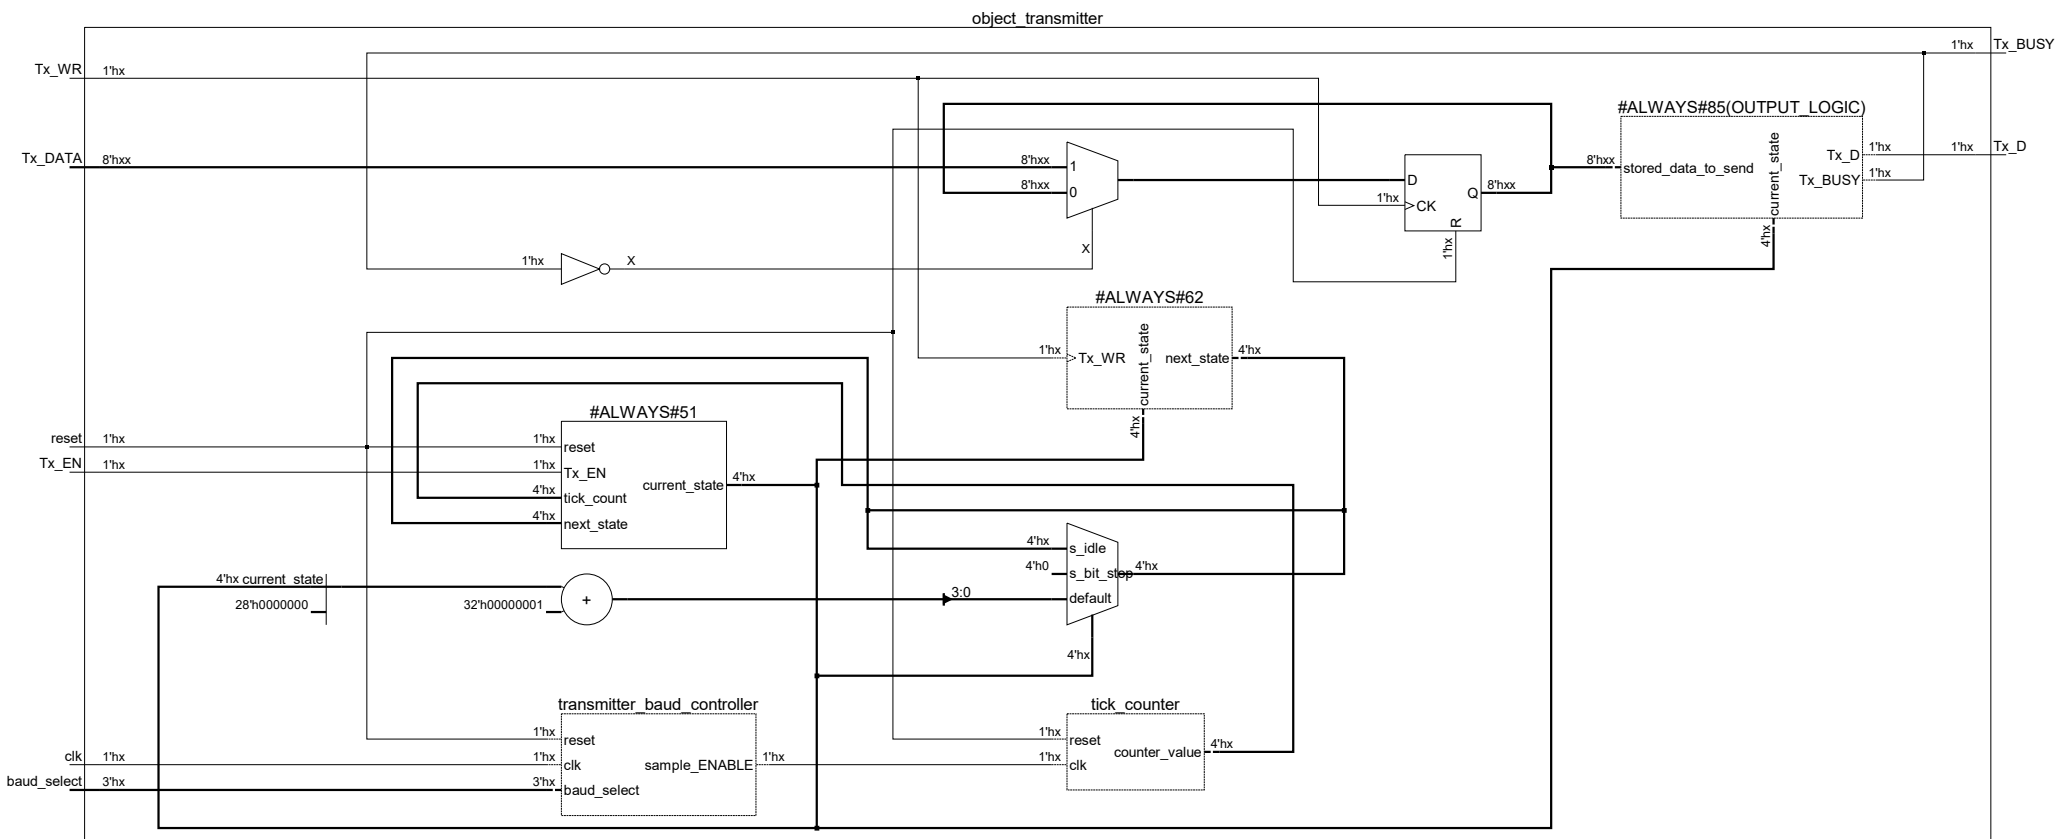 object_transmitter
1'hx Tx_BUSY
Tx_WR 1'hx
#ALWAYS#85(OUTPUT_LOGIC)
Tx_DATA 8'hxx
8'hxx 1
8'hxx 0
D
Q 8'hxx
1'hx CK
R
1'hx
8'hxx stored_data_to_send
current_state
Tx_D 1'hx
1'hx Tx_D
Tx_BUSY 1'hx
4'hx
1'hx X
X
#ALWAYS#62
1'hx Tx_WR
current_state
next_state 4'hx
4'hx
#ALWAYS#51
reset 1'hx
1'hx reset
Tx_EN 1'hx
1'hx Tx_EN
4'hx tick_count
4'hx next_state
current_state 4'hx
4'hx s_idle
4'h0 s_bit_stop 4'hx
default
4'hx
4'hx current_state
28'h0000000
32'h00000001
+
3:0
transmitter_baud_controller
1'hx reset
clk 1'hx
1'hx clk
baud_select 3'hx
3'hx baud_select
sample_ENABLE 1'hx
tick_counter
1'hx reset
1'hx clk
counter_value 4'hx